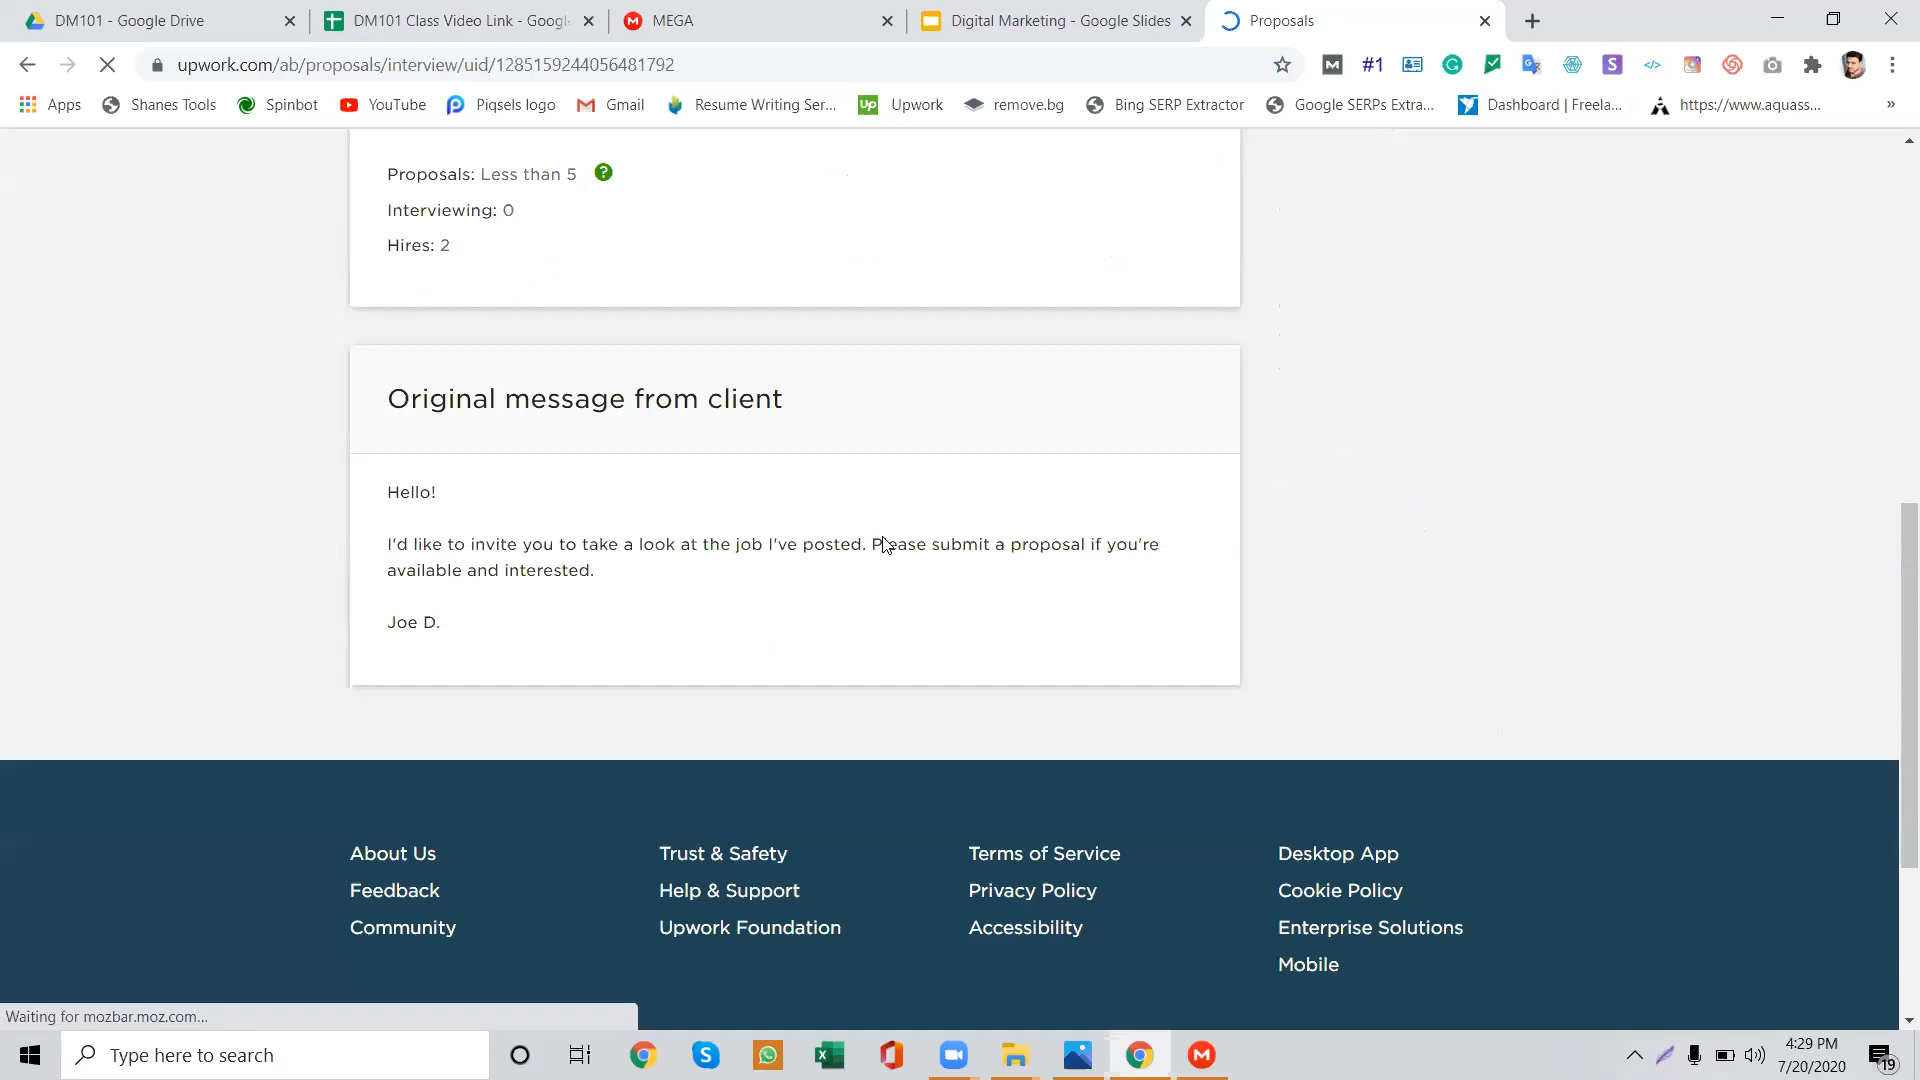 DM101 - Google Drive
DM101 Class Video Link - Googl
MEGA
Digital Marketing - Google Slides
Proposals
upwork.com/ab/proposals/interview/uid/1285159244056481792
#1
Apps
Shanes Tools
Spinbot
YouTube
Piqsels logo
Gmail
Resume Writing Ser...
Upwork
remove.bg
Bing SERP Extractor
Google SERPs Extra...
Dashboard | Freela...
https://www.aquass...
»
Proposals: Less than 5
Interviewing: 0
Hires: 2
Original message from client
Hello!
I'd like to invite you to take a look at the job I've posted. Please submit a proposal if you're
available and interested.
Joe D.
About Us
Trust & Safety
Terms of Service
Desktop App
Feedback
Help & Support
Privacy Policy
Cookie Policy
Community
Upwork Foundation
Accessibility
Enterprise Solutions
Mobile
Waiting for mozbar.moz.com...
Type here to search
4:29 PM
7/20/2020
19